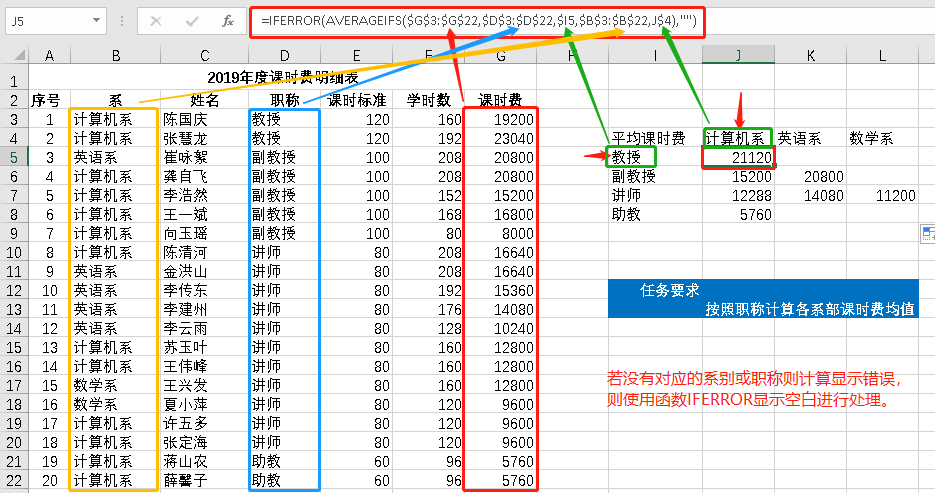 J5 =IFERROR(AVERAGEIFS($G$3:$G$22,$D$3:$D$22,$I5,$B$3:$B$22,J$4),"")
A B C D E F G H I J K L
1 2019年度课时费明细表
2 序号 系 姓名 职称 课时标准 学时数 课时费
3 1 计算机系 陈国庆 教授 120 160 19200
4 2 计算机系 张慧龙 教授 120 192 23040 平均课时费 计算机系 英语系 数学系
5 3 英语系 崔咏絮 副教授 100 208 20800 教授 21120
6 4 计算机系 龚自飞 副教授 100 208 20800 副教授 15200 20800
7 5 计算机系 李浩然 副教授 100 152 15200 讲师 12288 14080 11200
8 6 计算机系 王一斌 副教授 100 168 16800 助教 5760
9 7 计算机系 向玉瑶 副教授 100 80 8000
10 8 计算机系 陈清河 讲师 80 208 16640
11 9 英语系 金洪山 讲师 80 208 16640
12 10 英语系 李传东 讲师 80 192 15360 任务要求
13 11 英语系 李建州 讲师 80 176 14080 按照职称计算各系部课时费均值
14 12 英语系 李云雨 讲师 80 128 10240
15 13 计算机系 苏玉叶 讲师 80 160 12800
16 14 计算机系 王伟峰 讲师 80 160 12800
17 15 数学系 王兴发 讲师 80 160 12800 若没有对应的系别或职称则计算显示错误,
18 16 数学系 夏小萍 讲师 80 120 9600 则使用函数IFERROR显示空白进行处理。
19 17 计算机系 许五多 讲师 80 120 9600
20 18 计算机系 张定海 讲师 80 120 9600
21 19 计算机系 蒋山农 助教 60 96 5760
22 20 计算机系 薛馨子 助教 60 96 5760